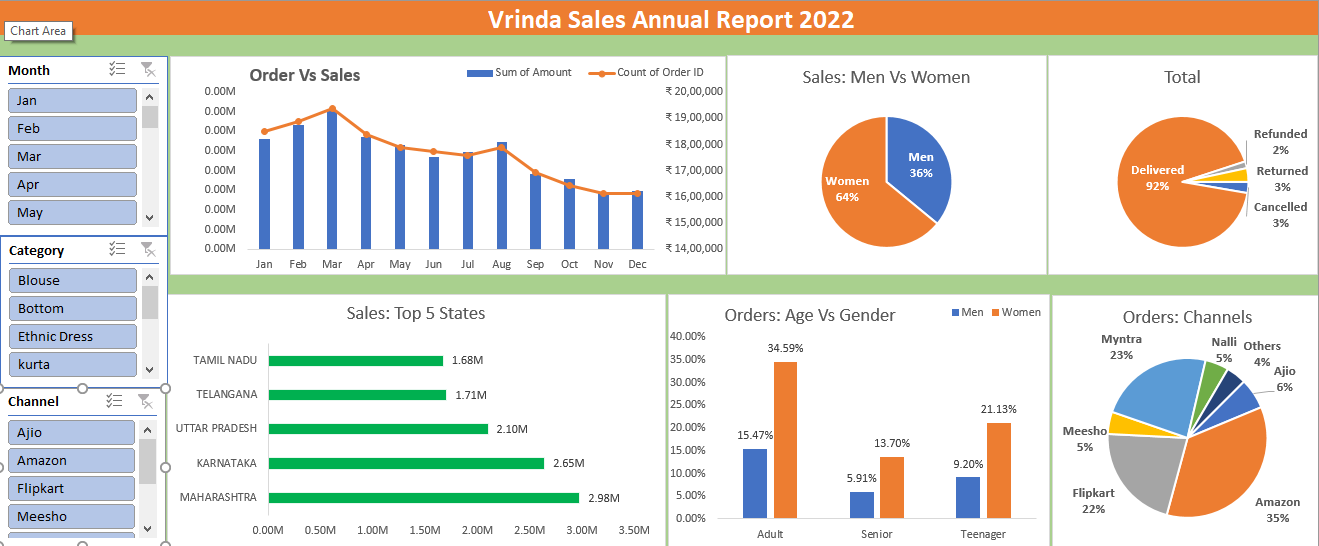 Vrinda Sales Annual Report 2022
Chart Area
Month
Jan
Feb
Mar
Apr
May
Category
Blouse
Bottom
Ethnic Dress
kurta
Channel
Ajio
Amazon
Flipkart
Meesho
Order Vs Sales
Sum of Amount
Count of Order ID
0.00M
0.00M
0.00M
0.00M
0.00M
0.00M
0.00M
0.00M
0.00M
₹ 20,00,000
₹ 19,00,000
₹ 18,00,000
₹ 17,00,000
₹ 16,00,000
₹ 15,00,000
₹ 14,00,000
Jan Feb Mar Apr May Jun Jul Aug Sep Oct Nov Dec
Sales: Men Vs Women
Men
36%
Women
64%
Total
Refunded
2%
Delivered
92%
Returned
3%
Cancelled
3%
Sales: Top 5 States
TAMIL NADU 1.68M
TELANGANA 1.71M
UTTAR PRADESH 2.10M
KARNATAKA 2.65M
MAHARASHTRA 2.98M
0.00M 0.50M 1.00M 1.50M 2.00M 2.50M 3.00M 3.50M
Orders: Age Vs Gender
Men Women
40.00%
35.00%
30.00%
25.00%
20.00%
15.00%
10.00%
5.00%
0.00%
15.47%
34.59%
5.91%
13.70%
9.20%
21.13%
Adult Senior Teenager
Orders: Channels
Myntra
23%
Nalli
5%
Others
4%
Ajio
6%
Meesho
5%
Flipkart
22%
Amazon
35%